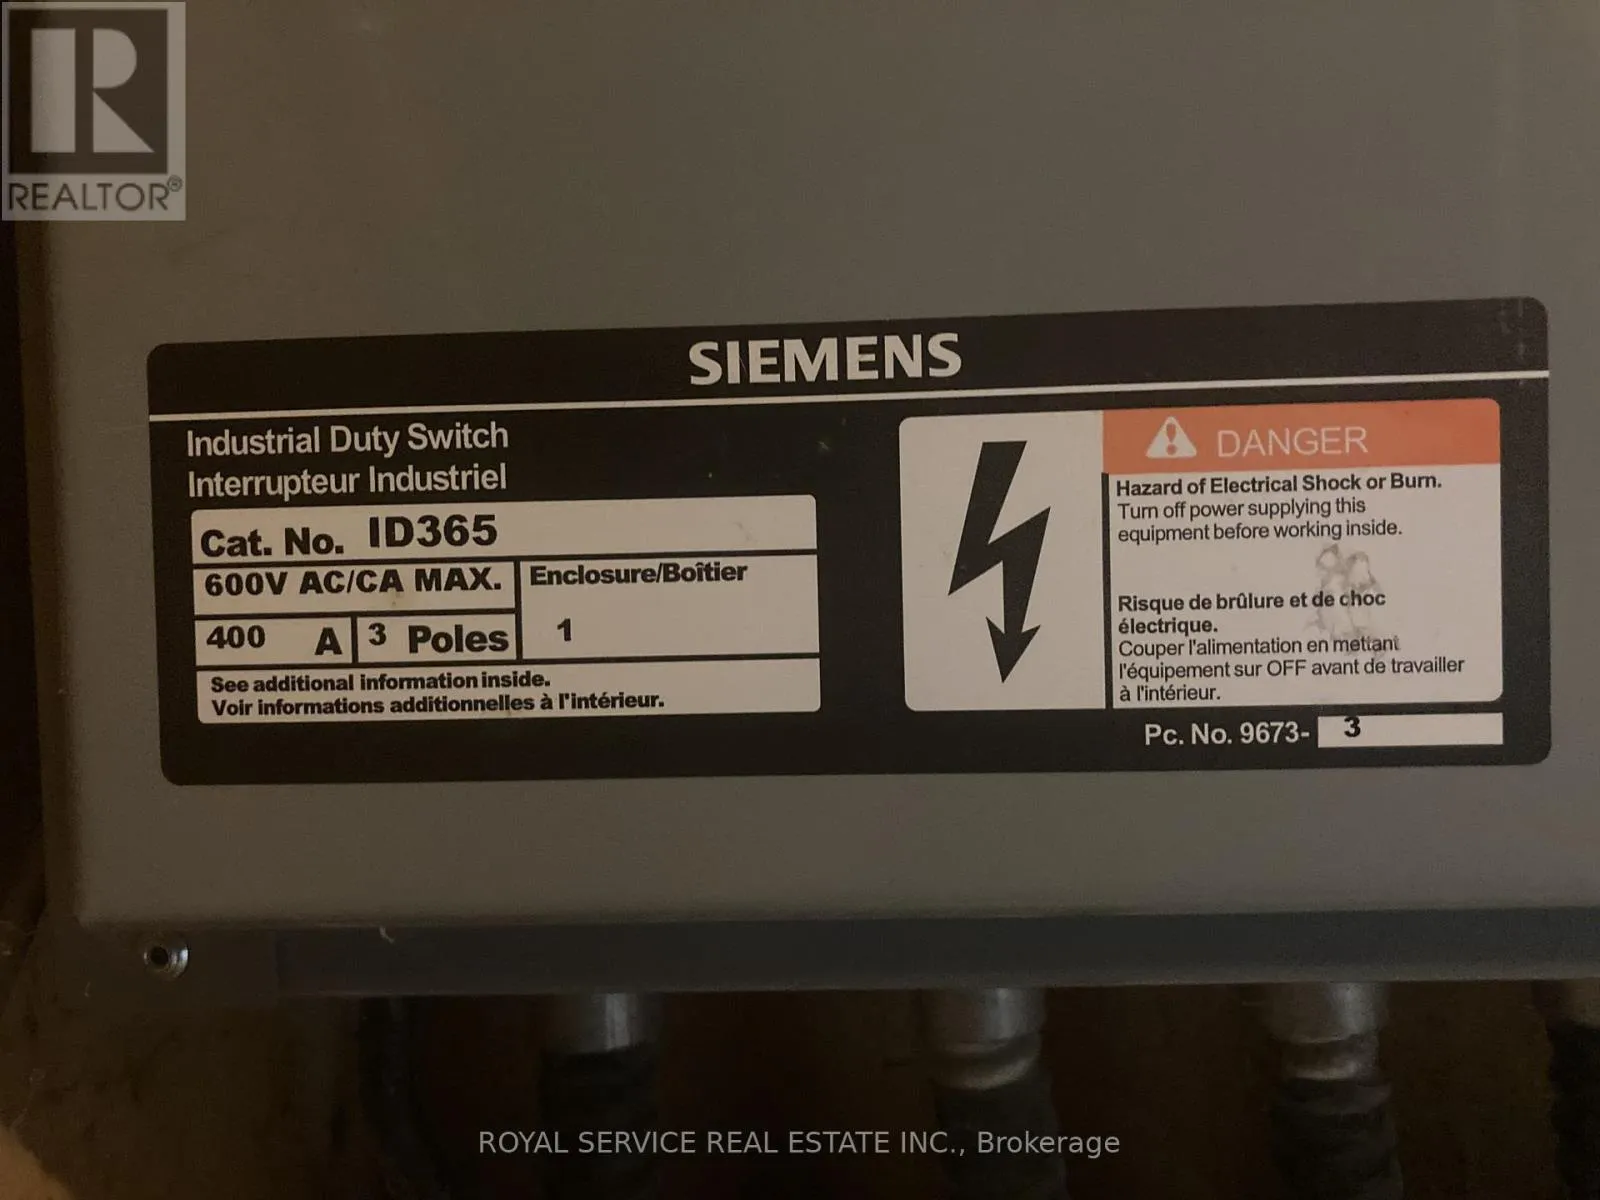 REALTOR®
SIEMENS
Industrial Duty Switch
Interrupteur Industriel
Cat. No. ID365
600V AC/CA MAX.
Enclosure/Boîtier
400 A
3 Poles
1
See additional information inside.
Voir informations additionnelles à l'intérieur.
DANGER
Hazard of Electrical Shock or Burn.
Turn off power supplying this
equipment before working inside.
Risque de brûlure et de choc
électrique.
Couper l'alimentation en mettant
l'équipement sur OFF avant de travailler
à l'intérieur.
Pc. No. 9673- 3
ROYAL SERVICE REAL ESTATE INC., Brokerage